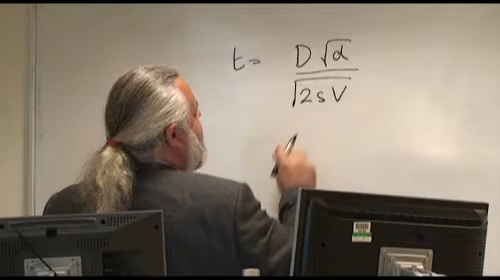 t = D √d / √2sV